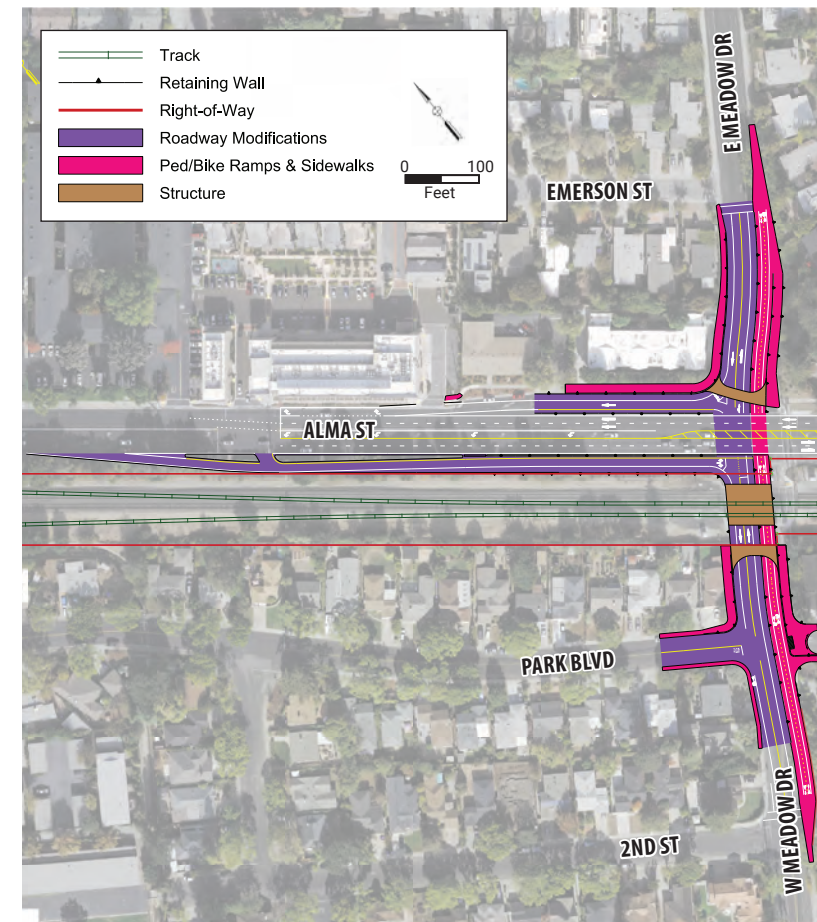 Track
Retaining Wall
Right-of-Way
Roadway Modifications
Ped/Bike Ramps & Sidewalks
Structure
0 100
Feet
E MEADOW DR
EMERSON ST
ALMA ST
PARK BLVD
2ND ST
W MEADOW DR